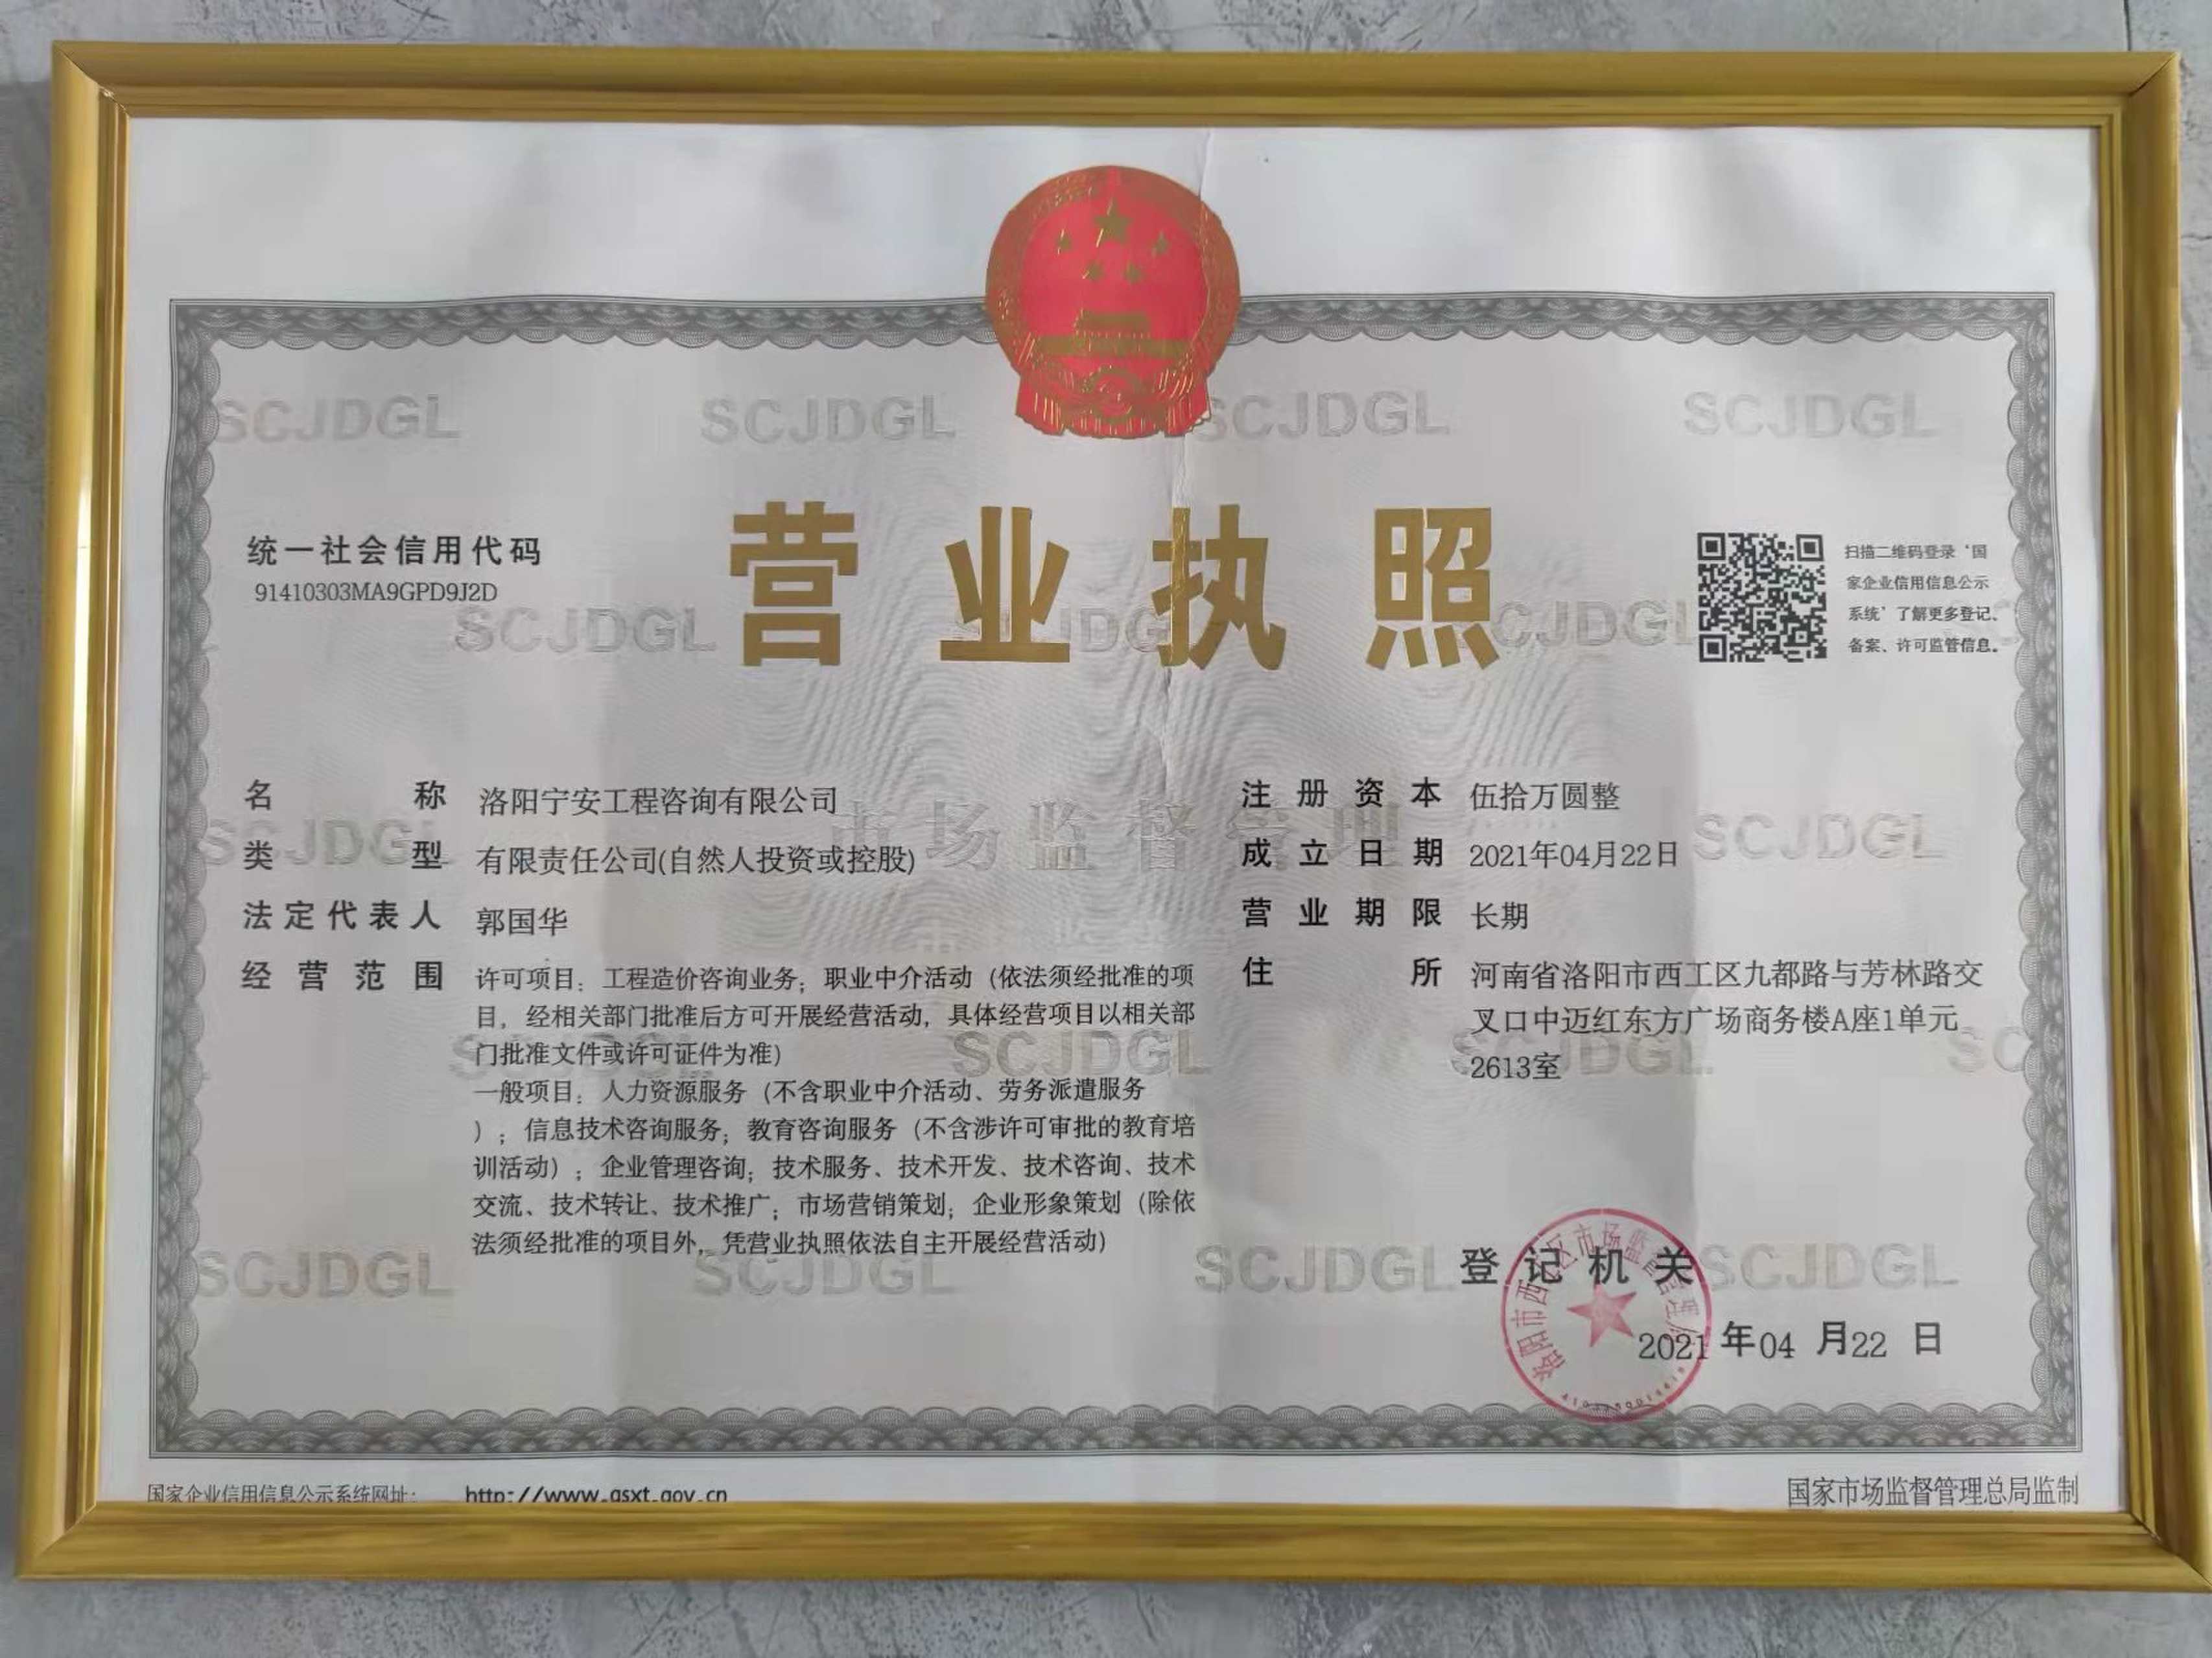 SCJDGL SCJDGL SCJDGL SCJDGL
营业执照
统一社会信用代码
91410303MA9GPD9J2D
扫描二维码登录‘国
家企业信用信息公示
系统’了解更多登记、
备案、许可监管信息。
SCJDGL
名称 洛阳宁安工程咨询有限公司
类型 有限责任公司(自然人投资或控股)
法定代表人 郭国华
经营范围 许可项目：工程造价咨询业务；职业中介活动（依法须经批准的项
目，经相关部门批准后方可开展经营活动，具体经营项目以相关部
门批准文件或许可证件为准）
一般项目：人力资源服务（不含职业中介活动、劳务派遣服务
）；信息技术咨询服务；教育咨询服务（不含涉许可审批的教育培
训活动）；企业管理咨询；技术服务、技术开发、技术咨询、技术
交流、技术转让、技术推广；市场营销策划；企业形象策划（除依
法须经批准的项目外，凭营业执照依法自主开展经营活动）
注册资本 伍拾万圆整
成立日期 2021年04月22日
营业期限 长期
住所 河南省洛阳市西工区九都路与芳林路交
叉口中迈红东方广场商务楼A座1单元
2613室
市场监督管理
SCJDGL SCJDGL
SCJDGL SCJDGL
SCJDGL SCJDGL SCJDGL SCJDGL
登记机关
2021年04月22日
国家企业信用信息公示系统网址： http://www.gsxt.gov.cn
国家市场监督管理总局监制